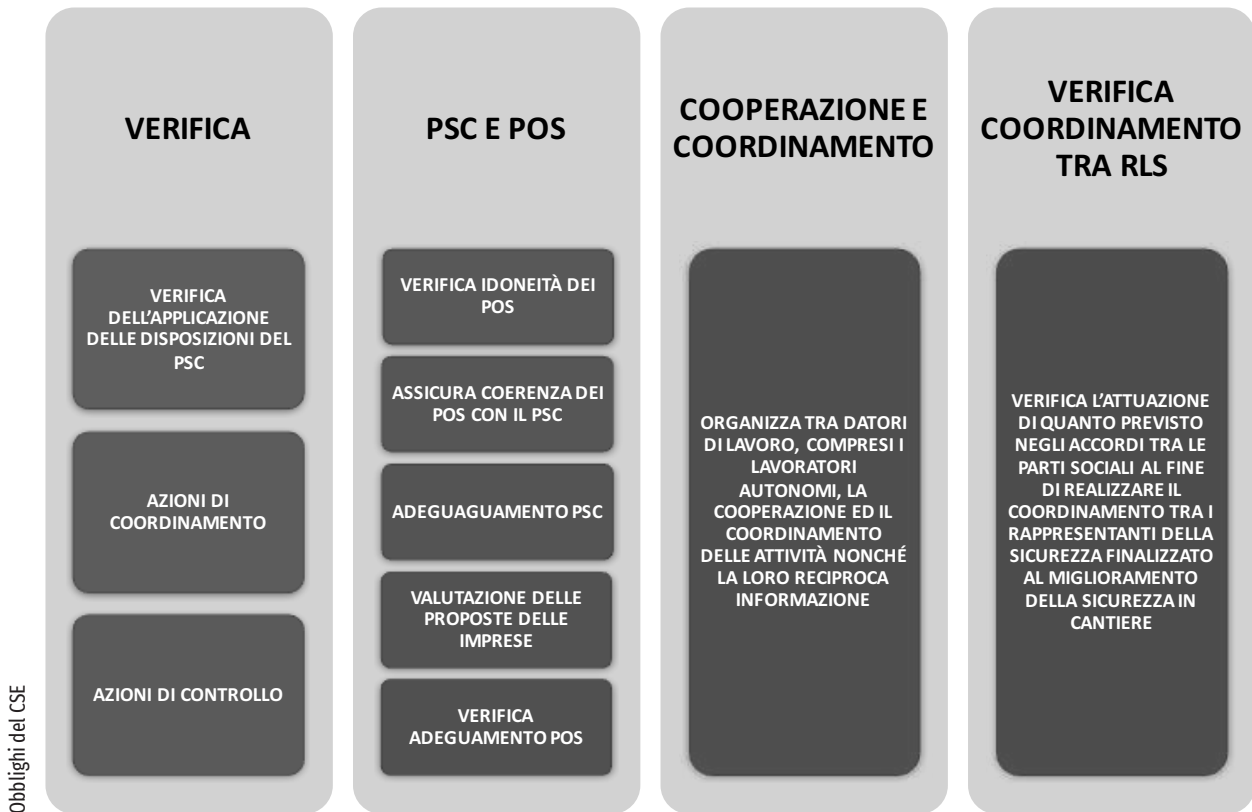 VERIFICA
VERIFICA
DELL'APPLICAZIONE
DELLE DISPOSIZIONI DEL
PSC
AZIONI DI
COORDINAMENTO
AZIONI DI CONTROLLO
PSC E POS
VERIFICA IDONEITÀ DEI
POS
ASSICURA COERENZA DEI
POS CON IL PSC
ADEGUAGUAMENTO PSC
VALUTAZIONE DELLE
PROPOSTE DELLE
IMPRESE
VERIFICA
ADEGUAMENTO POS
COOPERAZIONE E
COORDINAMENTO
ORGANIZZA TRA DATORI
DI LAVORO, COMPRESI I
LAVORATORI
AUTONOMI, LA
COOPERAZIONE ED IL
COORDINAMENTO
DELLE ATTIVITÀ NONCHÉ
LA LORO RECIPROCA
INFORMAZIONE
VERIFICA
COORDINAMENTO
TRA RLS
VERIFICA L'ATTUAZIONE
DI QUANTO PREVISTO
NEGLI ACCORDI TRA LE
PARTI SOCIALI AL FINE
DI REALIZZARE IL
COORDINAMENTO TRA I
RAPPRESENTANTI DELLA
SICUREZZA FINALIZZATO
AL MIGLIORAMENTO
DELLA SICUREZZA IN
CANTIERE
Obblighi del CSE